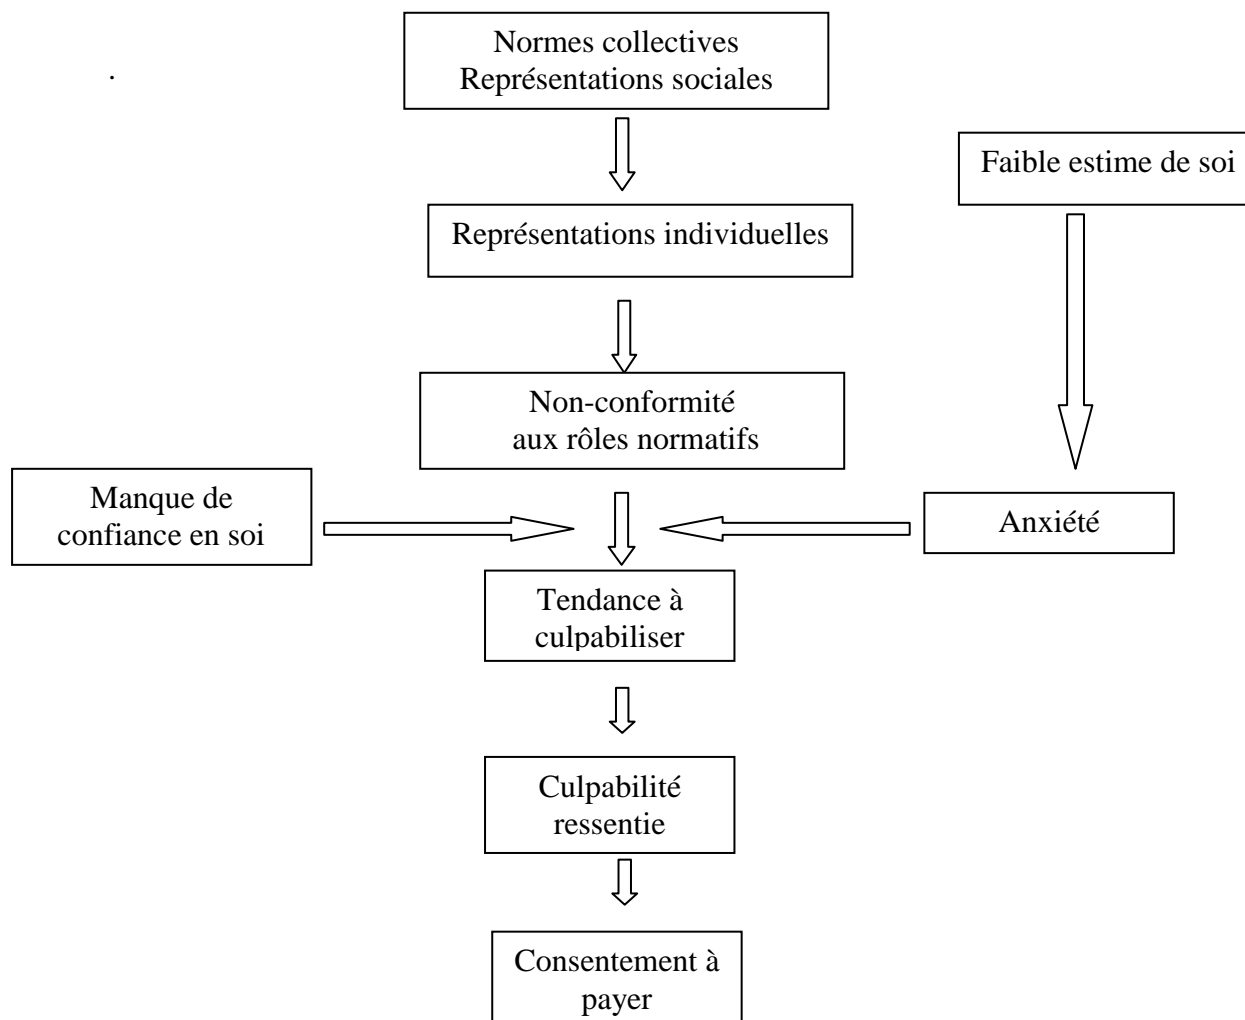 Normes collectives
Représentations sociales
.
Faible estime de soi
Représentations individuelles
Non-conformité
aux rôles normatifs
Manque de
confiance en soi
Anxiété
Tendance à
culpabiliser
Culpabilité
ressentie
Consentement à
payer